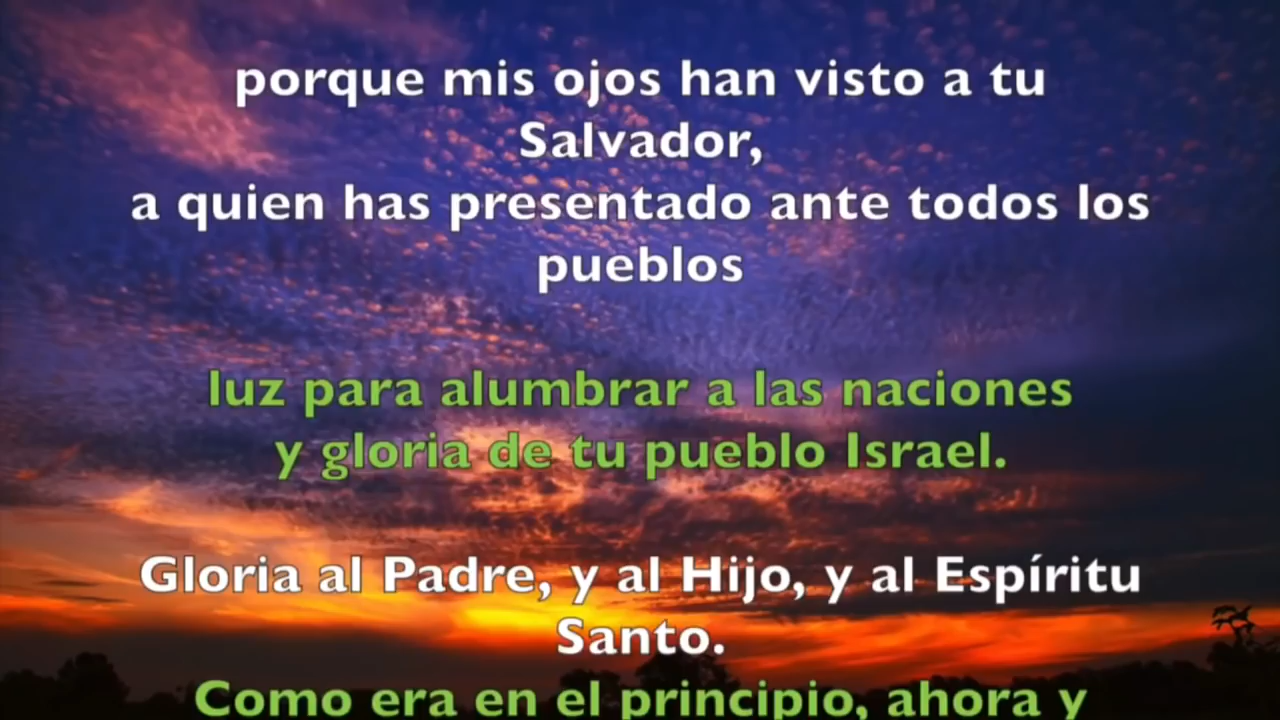 porque mis ojos han visto a tu
Salvador,
a quien has presentado ante todos los
pueblos
luz para alumbrar a las naciones
y gloria de tu pueblo Israel.
Gloria al Padre, y al Hijo, y al Espíritu
Santo.
Como era en el principio, ahora y